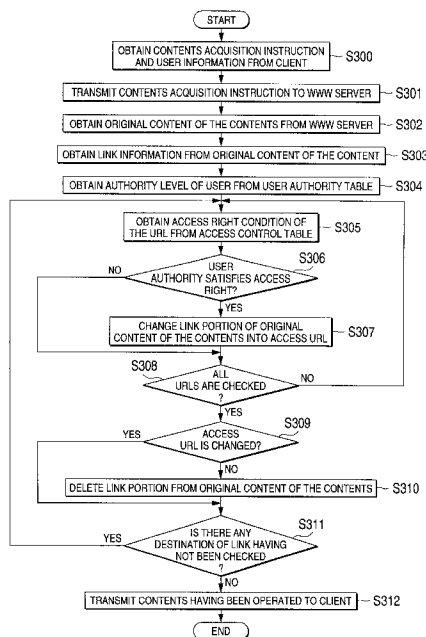 START
OBTAIN CONTENTS ACQUISITION INSTRUCTION
AND USER INFORMATION FROM CLIENT
S300
TRANSMIT CONTENTS ACQUISITION INSTRUCTION TO WWW SERVER
S301
OBTAIN ORIGINAL CONTENT OF THE CONTENTS FROM WWW SERVER
S302
OBTAIN LINK INFORMATION FROM ORIGINAL CONTENT OF THE CONTENT
S303
OBTAIN AUTHORITY LEVEL OF USER FROM USER AUTHORITY TABLE
S304
OBTAIN ACCESS RIGHT CONDITION OF
THE URL FROM ACCESS CONTROL TABLE
S305
S306
NO
USER
AUTHORITY SATISFIES ACCESS
RIGHT?
YES
CHANGE LINK PORTION OF ORIGINAL
CONTENT OF THE CONTENTS INTO ACCESS URL
S307
S308
ALL
URLS ARE CHECKED
?
NO
YES
S309
YES
ACCESS
URL IS CHANGED?
NO
DELETE LINK PORTION FROM ORIGINAL CONTENT OF THE CONTENTS
S310
S311
YES
IS THERE ANY
DESTINATION OF LINK HAVING
NOT BEEN CHECKED
?
NO
TRANSMIT CONTENTS HAVING BEEN OPERATED TO CLIENT
S312
END